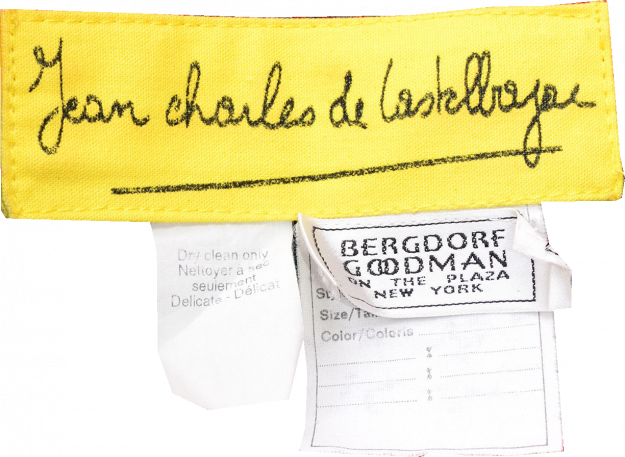 Jean charles de Castelbajac
Dry clean only
Nettoyer a sec
seulement
Delicate - Délicat
BERGDORF
GOODMAN
ON THE PLAZA
NEW YORK
Size/Tai
Color/Coloris